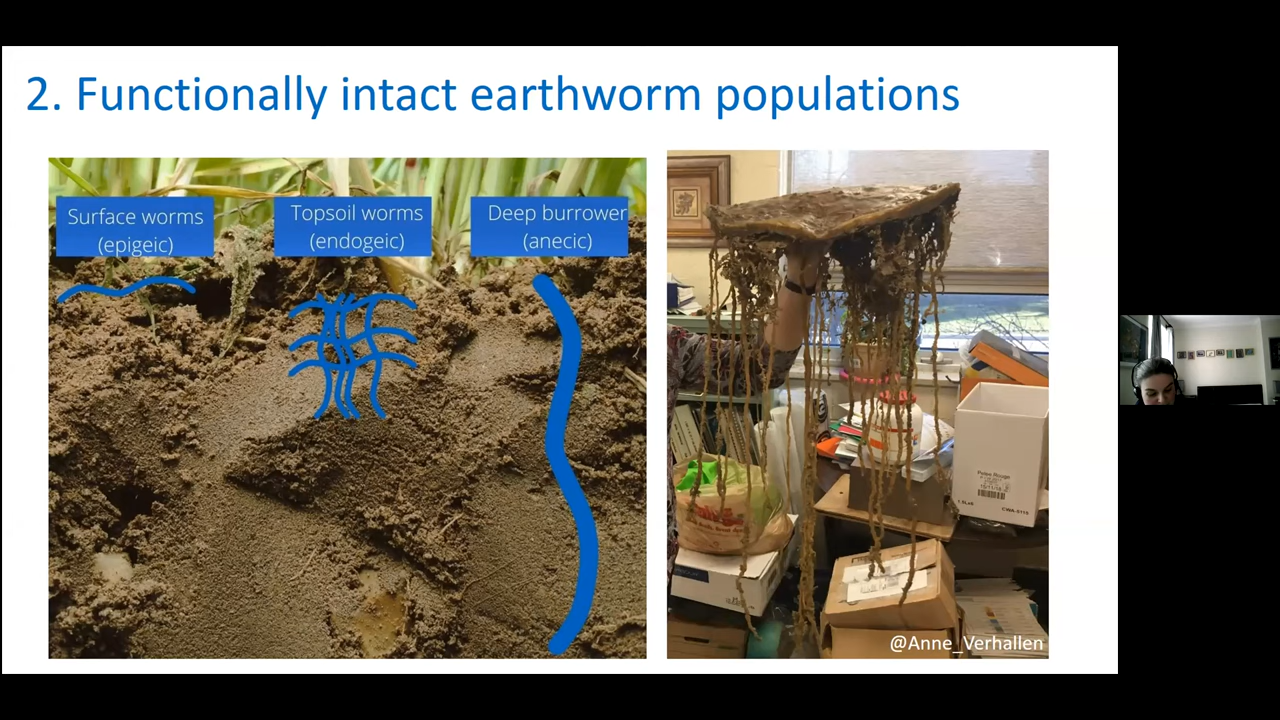 2. Functionally intact earthworm populations
Surface worms
(epigeic)
Topsoil worms
(endogeic)
Deep burrower
(anecic)
@Anne_Verhallen